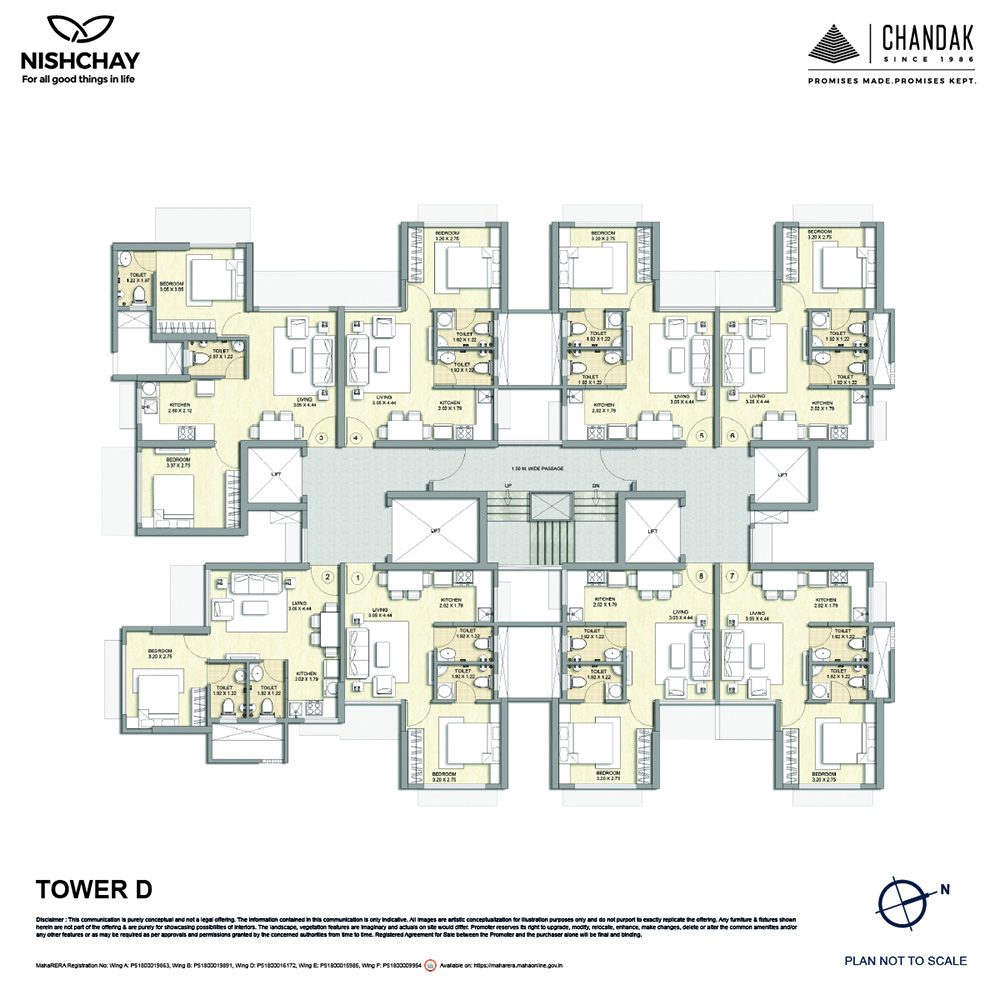 NISHCHAY
For all good things in life
CHANDAK
SINCE 1986
PROMISES MADE.PROMISES KEPT.
BEDROOM
3.20 X 2.75
BEDROOM
3.20 X 2.75
BEDROOM
3.20 X 2.75
TOILET
1.22 X 1.97
BEDROOM
3.05 X 3.05
TOILET
1.97 X 1.22
TOILET
1.92 X 1.22
TOILET
1.92 X 1.22
TOILET
1.92 X 1.22
TOILET
1.92 X 1.22
TOILET
1.92 X 1.22
TOILET
1.92 X 1.22
KITCHEN
2.60 X 2.12
LIVING
3.05 X 4.44
LIVING
3.05 X 4.44
KITCHEN
2.02 X 1.79
KITCHEN
2.02 X 1.79
LIVING
3.05 X 4.44
LIVING
3.05 X 4.44
KITCHEN
2.02 X 1.79
3
4
5
6
BEDROOM
3.37 X 2.75
LIFT
1.50 M. WIDE PASSAGE
LIFT
UP
DN
LIFT
LIFT
2
1
8
7
LIVING
3.05 X 4.44
LIVING
3.05 X 4.44
KITCHEN
2.02 X 1.79
KITCHEN
2.02 X 1.79
LIVING
3.05 X 4.44
LIVING
3.05 X 4.44
KITCHEN
2.02 X 1.79
BEDROOM
3.20 X 2.75
TOILET
1.92 X 1.22
TOILET
1.92 X 1.22
KITCHEN
2.02 X 1.79
TOILET
1.92 X 1.22
TOILET
1.92 X 1.22
TOILET
1.92 X 1.22
TOILET
1.92 X 1.22
TOILET
1.92 X 1.22
TOILET
1.92 X 1.22
BEDROOM
3.20 X 2.75
BEDROOM
3.20 X 2.75
BEDROOM
3.20 X 2.75
TOWER D
N
Disclaimer : This communication is purely conceptual and not a legal offering. The information contained in this communication is only indicative. All images are artistic conceptualization for illustration purposes only and do not purport to exactly replicate the offering. Any furniture & fixtures shown
herein are not part of the offering & are purely for showcasing possibilities of interiors. The landscape, vegetation features are imaginary and actuals on site would differ. Promoter reserves its right to upgrade, modify, relocate, enhance, make changes, delete or alter the common amenities and/or
any other features or as may be required as per approvals and permissions granted by the concerned authorities from time to time. Registered Agreement for Sale between the Promoter and the purchaser alone will be final and binding.
MahaRERA Registration No: Wing A: P51800019863, Wing B: P51800019891, Wing D: P51800016172, Wing E: P51800015985, Wing F: P51800009954 Available on: https://maharera.mahaonline.gov.in
PLAN NOT TO SCALE